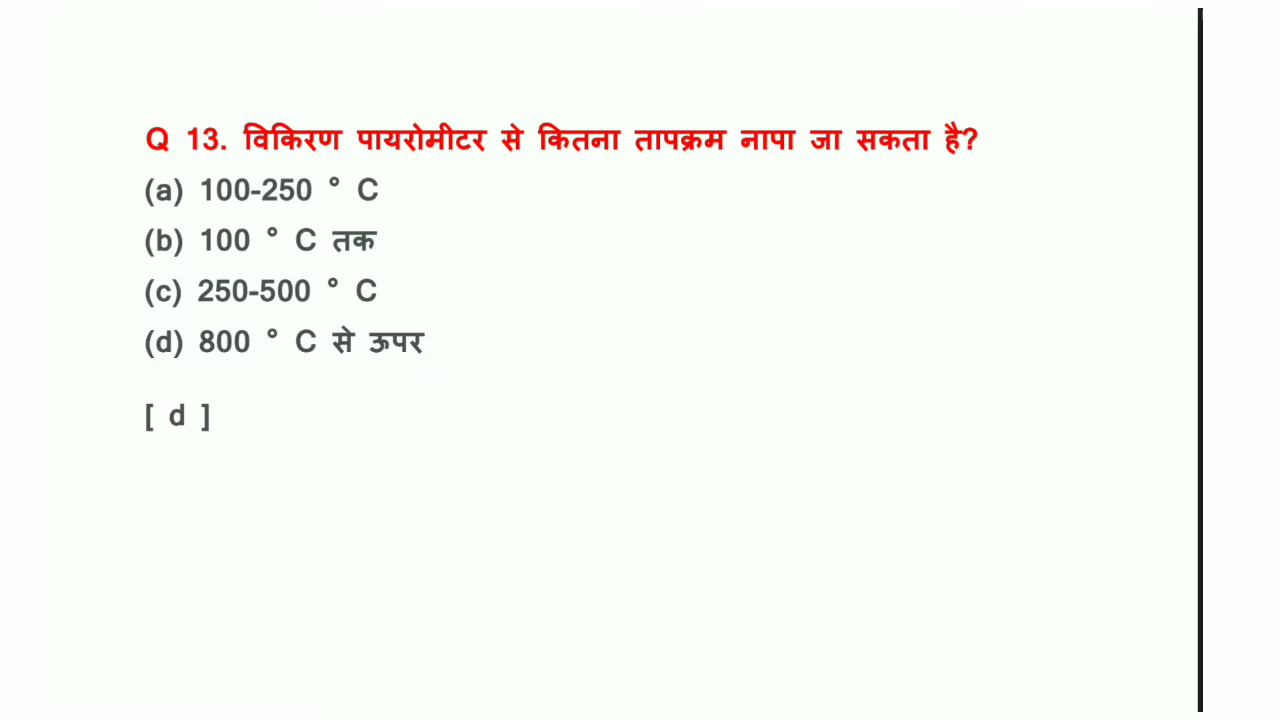 Q 13. विकिरण पायरोमीटर से कितना तापक्रम नापा जा सकता है?
(a) 100-250 ° C
(b) 100 ° C तक
(c) 250-500 ° C
(d) 800 ° C से ऊपर
[ d ]